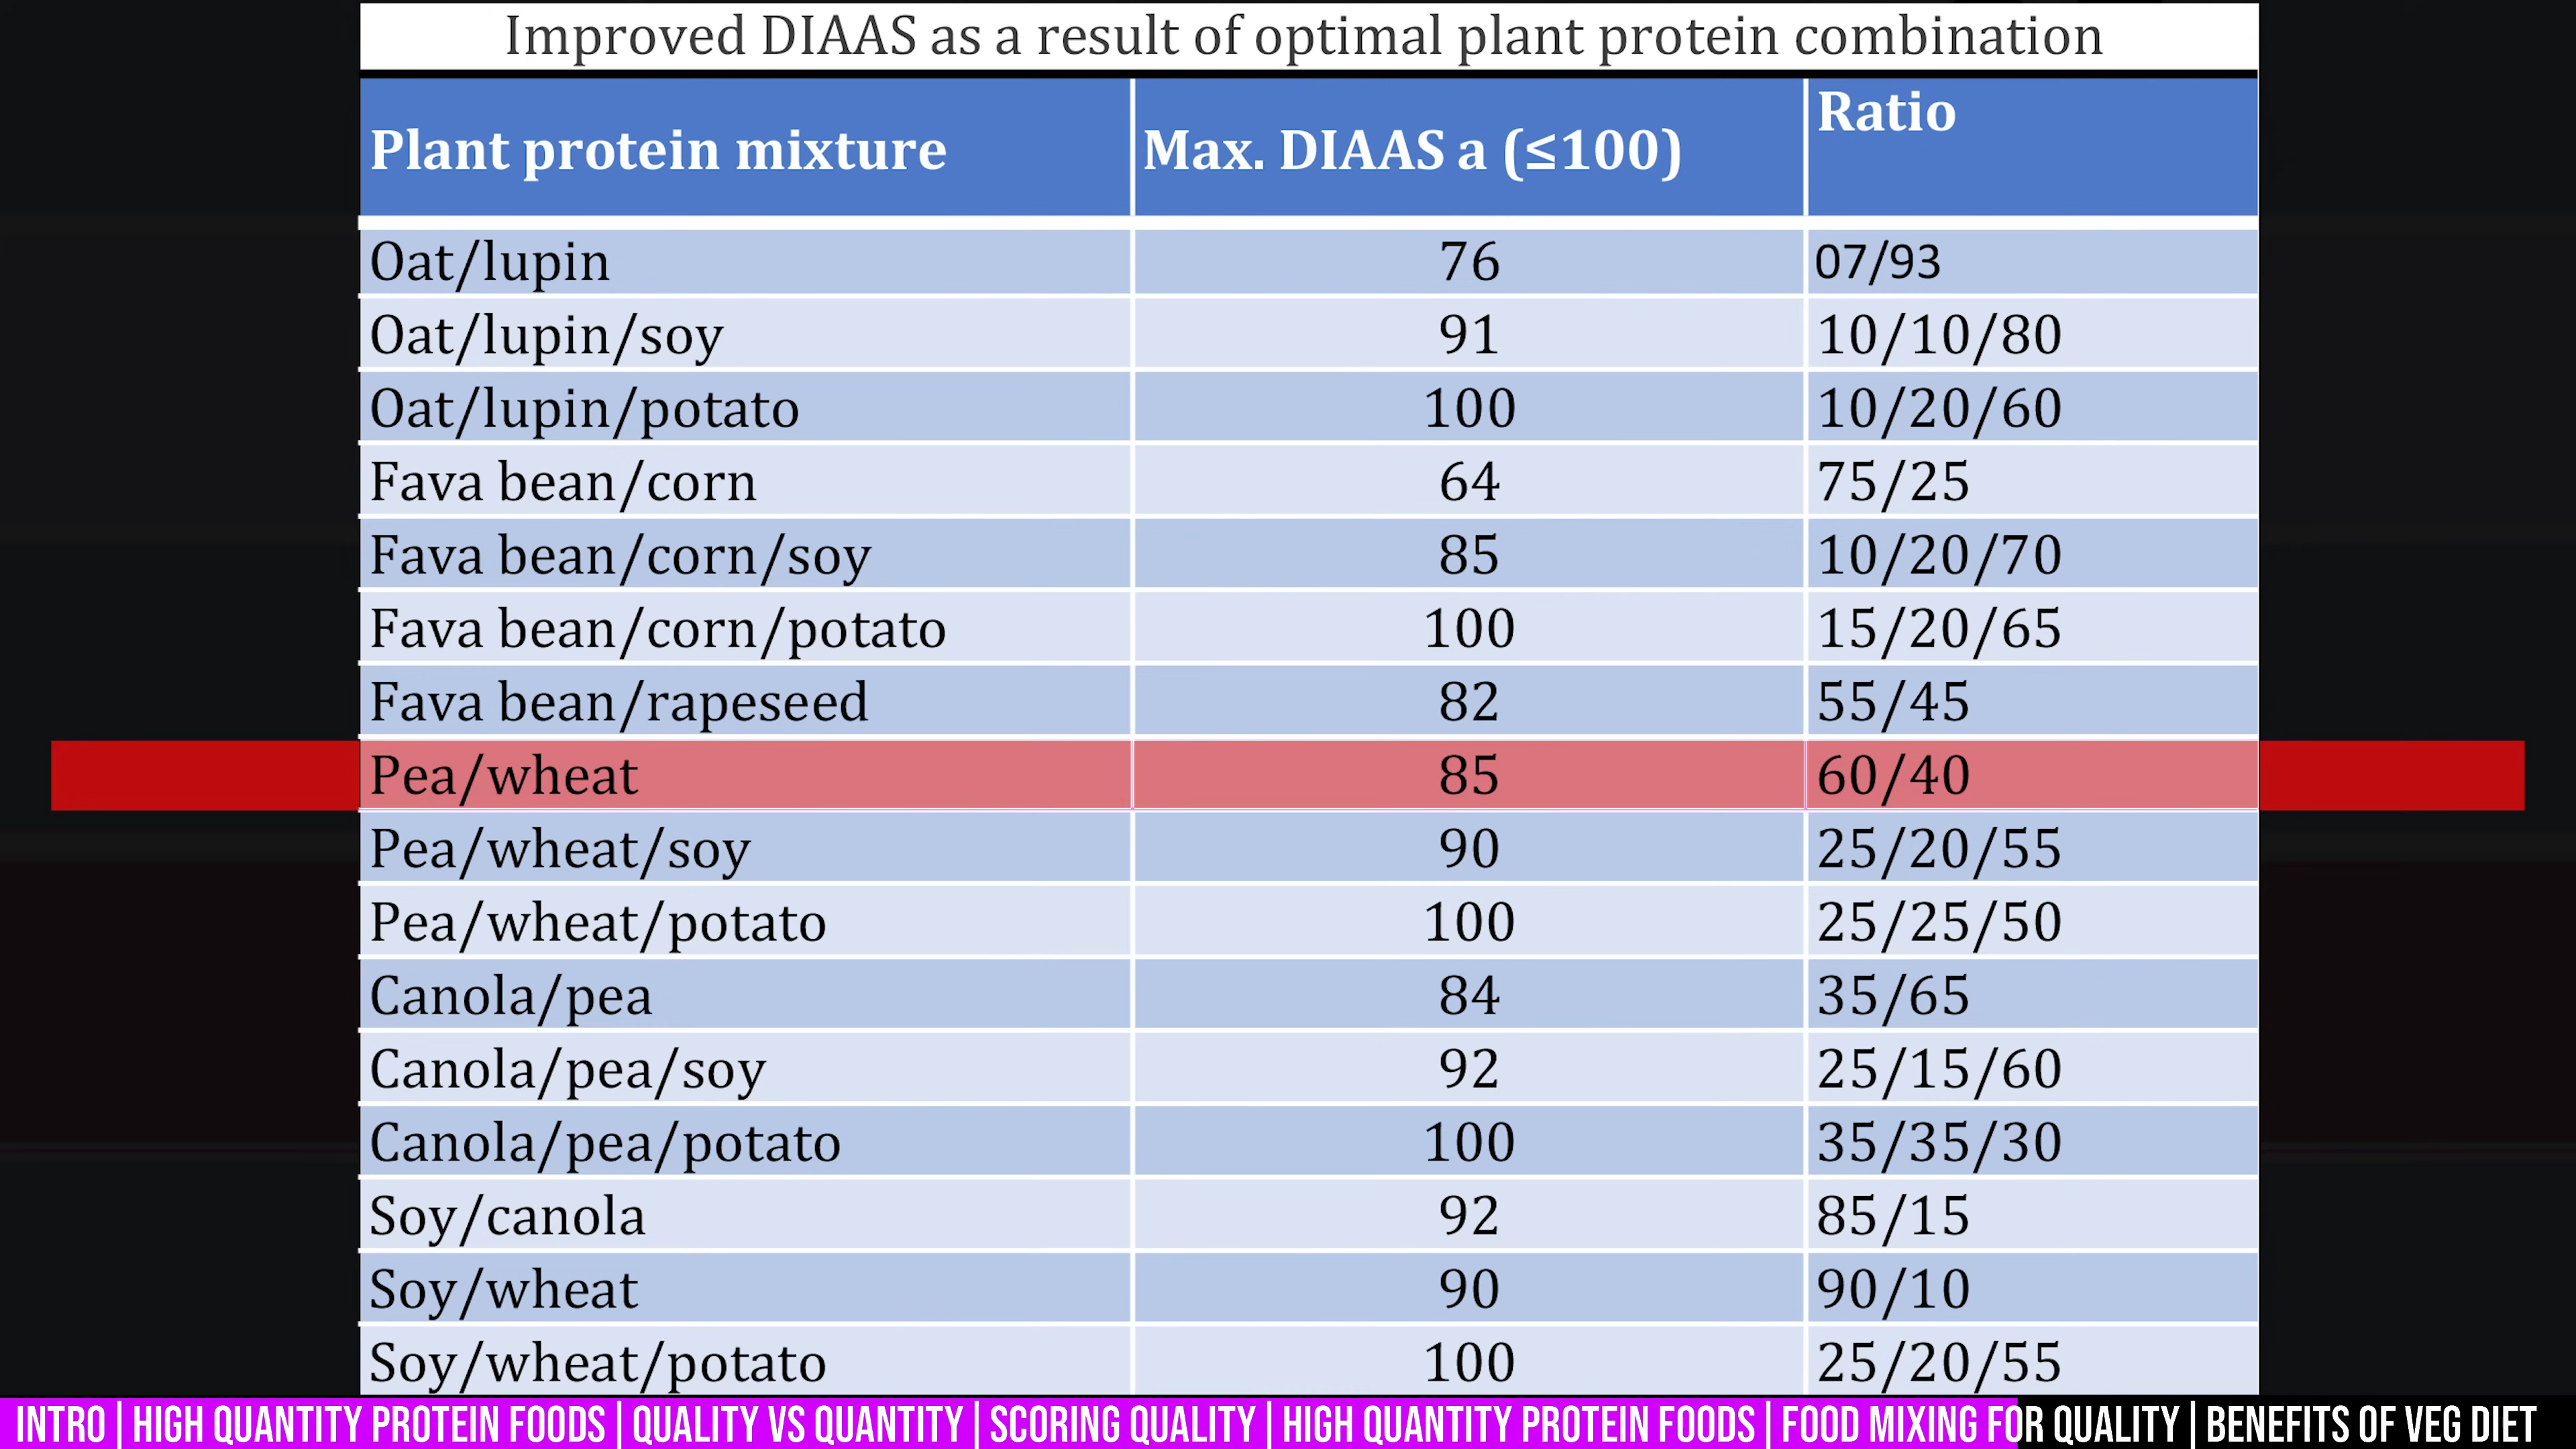 Improved DIAAS as a result of optimal plant protein combination
Plant protein mixture Max. DIAAS a (≤100) Ratio
Oat/lupin 76 07/93
Oat/lupin/soy 91 10/10/80
Oat/lupin/potato 100 10/20/60
Fava bean/corn 64 75/25
Fava bean/corn/soy 85 10/20/70
Fava bean/corn/potato 100 15/20/65
Fava bean/rapeseed 82 55/45
Pea/wheat 85 60/40
Pea/wheat/soy 90 25/20/55
Pea/wheat/potato 100 25/25/50
Canola/pea 84 35/65
Canola/pea/soy 92 25/15/60
Canola/pea/potato 100 35/35/30
Soy/canola 92 85/15
Soy/wheat 90 90/10
Soy/wheat/potato 100 25/20/55
INTRO | HIGH QUANTITY PROTEIN FOODS | QUALITY VS QUANTITY | SCORING QUALITY | HIGH QUANTITY PROTEIN FOODS | FOOD MIXING FOR QUALITY | BENEFITS OF VEG DIET